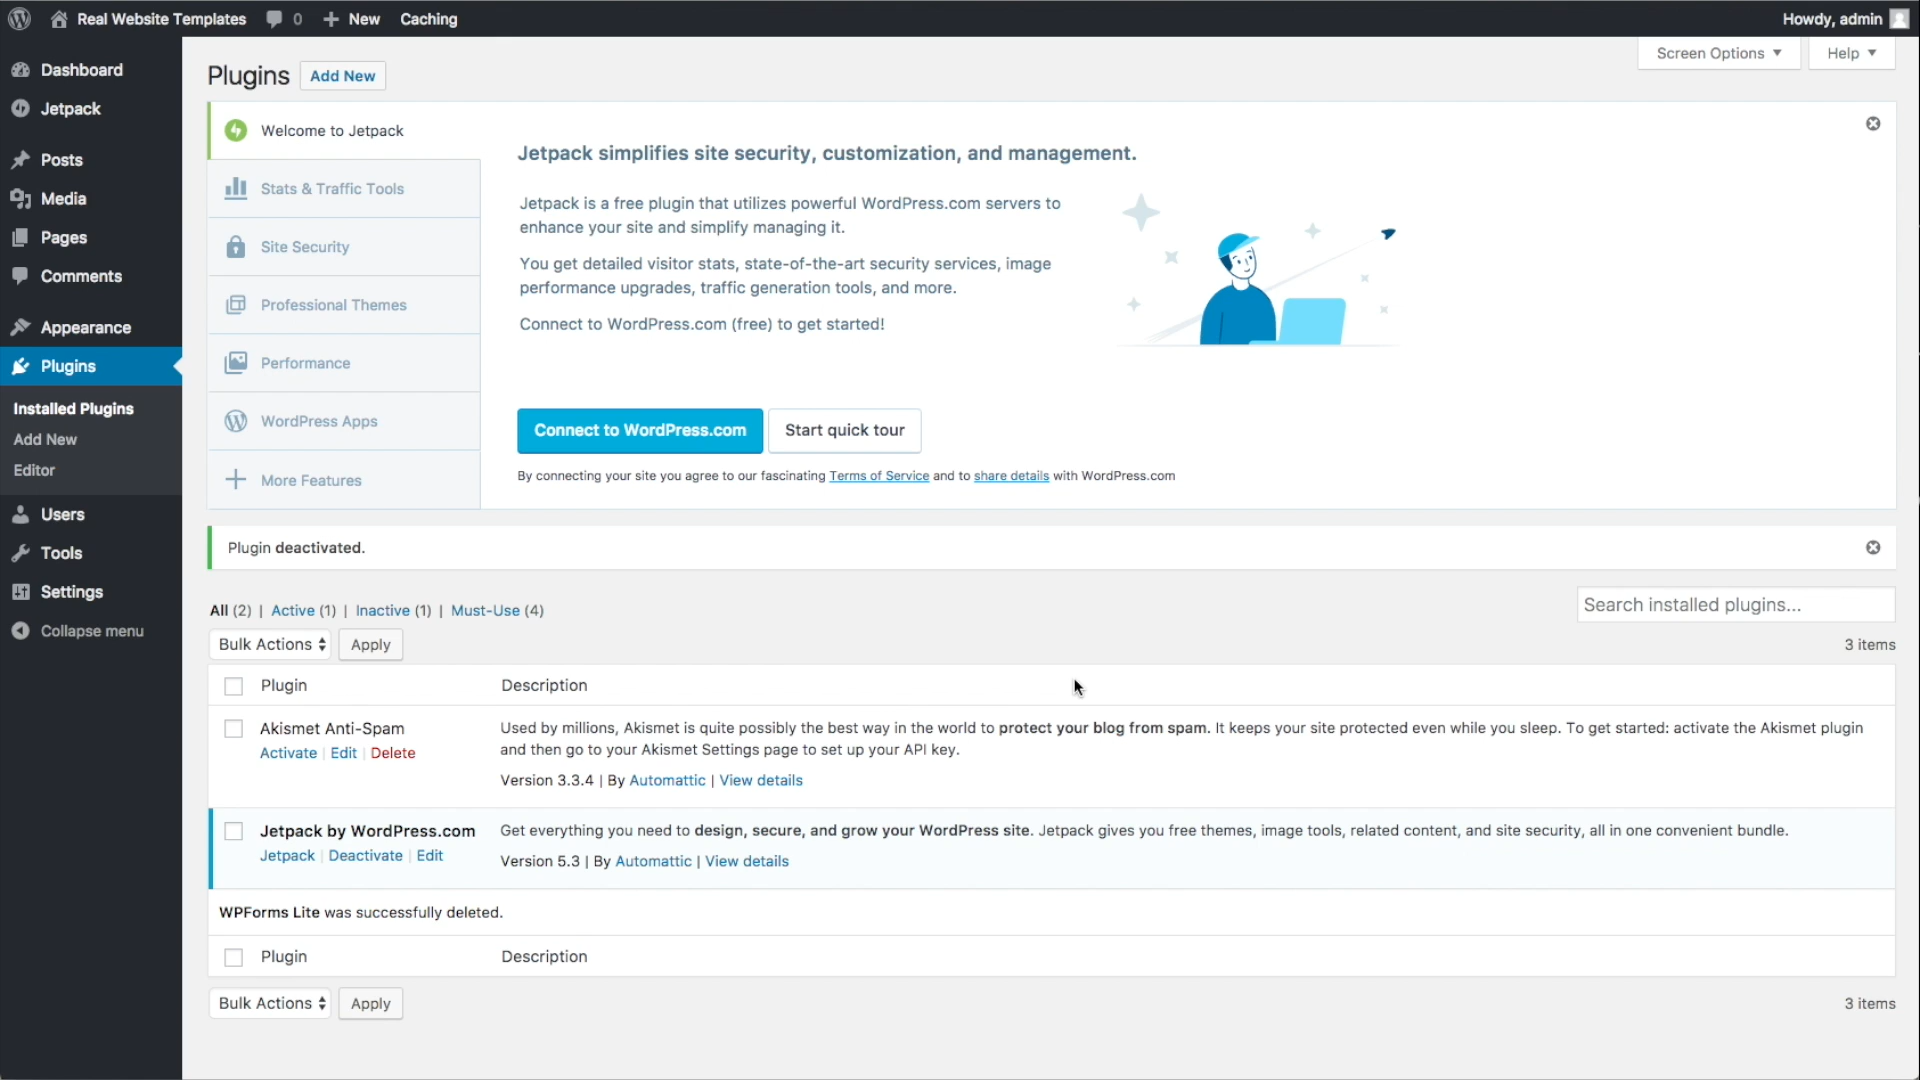 Real Website Templates 0 New Caching Howdy, admin
Screen Options Help
Dashboard
Jetpack
Posts
Media
Pages
Comments
Appearance
Plugins
Installed Plugins
Add New
Editor
Users
Tools
Settings
Collapse menu
Plugins Add New
Welcome to Jetpack
Stats & Traffic Tools
Site Security
Professional Themes
Performance
WordPress Apps
More Features
Jetpack simplifies site security, customization, and management.
Jetpack is a free plugin that utilizes powerful WordPress.com servers to
enhance your site and simplify managing it.
You get detailed visitor stats, state-of-the-art security services, image
performance upgrades, traffic generation tools, and more.
Connect to WordPress.com (free) to get started!
Connect to WordPress.com Start quick tour
By connecting your site you agree to our fascinating Terms of Service and to share details with WordPress.com
Plugin deactivated.
All (2) | Active (1) | Inactive (1) | Must-Use (4)
Search installed plugins...
Bulk Actions Apply
3 items
Plugin Description
Akismet Anti-Spam
Activate | Edit | Delete
Used by millions, Akismet is quite possibly the best way in the world to protect your blog from spam. It keeps your site protected even while you sleep. To get started: activate the Akismet plugin
and then go to your Akismet Settings page to set up your API key.
Version 3.3.4 | By Automattic | View details
Jetpack by WordPress.com
Jetpack | Deactivate | Edit
Get everything you need to design, secure, and grow your WordPress site. Jetpack gives you free themes, image tools, related content, and site security, all in one convenient bundle.
Version 5.3 | By Automattic | View details
WPForms Lite was successfully deleted.
Plugin Description
Bulk Actions Apply
3 items